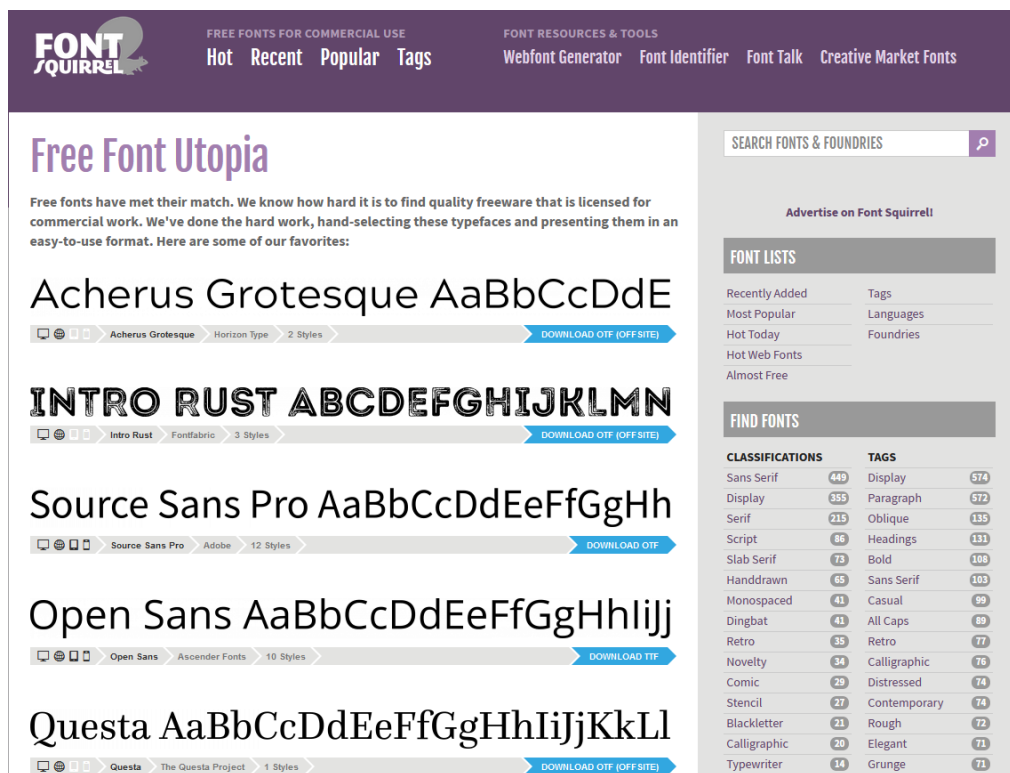 FONT SQUIRREL
FREE FONTS FOR COMMERCIAL USE
Hot Recent Popular Tags
FONT RESOURCES & TOOLS
Webfont Generator Font Identifier Font Talk Creative Market Fonts
Free Font Utopia
Free fonts have met their match. We know how hard it is to find quality freeware that is licensed for
commercial work. We've done the hard work, hand-selecting these typefaces and presenting them in an
easy-to-use format. Here are some of our favorites:
Acherus Grotesque AaBbCcDdE
Acherus Grotesque Horizon Type 2 Styles DOWNLOAD OTF (OFFSITE)
INTRO RUST ABCDEFGHIJKLMN
Intro Rust Fontfabric 3 Styles DOWNLOAD OTF (OFFSITE)
Source Sans Pro AaBbCcDdEeFfGgHh
Source Sans Pro Adobe 12 Styles DOWNLOAD OTF
Open Sans AaBbCcDdEeFfGgHhIiJj
Open Sans Ascender Fonts 10 Styles DOWNLOAD TTF
Questa AaBbCcDdEeFfGgHhIiJjKkLl
Questa The Questa Project 1 Styles DOWNLOAD OTF (OFFSITE)
SEARCH FONTS & FOUNDRIES
Advertise on Font Squirrel!
FONT LISTS
Recently Added Tags
Most Popular Languages
Hot Today Foundries
Hot Web Fonts
Almost Free
FIND FONTS
CLASSIFICATIONS TAGS
Sans Serif 449 Display 574
Display 355 Paragraph 572
Serif 215 Oblique 135
Script 86 Headings 131
Slab Serif 73 Bold 108
Handdrawn 65 Sans Serif 103
Monospaced 41 Casual 99
Dingbat 41 All Caps 89
Retro 35 Retro 77
Novelty 34 Calligraphic 76
Comic 29 Distressed 74
Stencil 27 Contemporary 74
Blackletter 21 Rough 72
Calligraphic 20 Elegant 71
Typewriter 14 Grunge 71